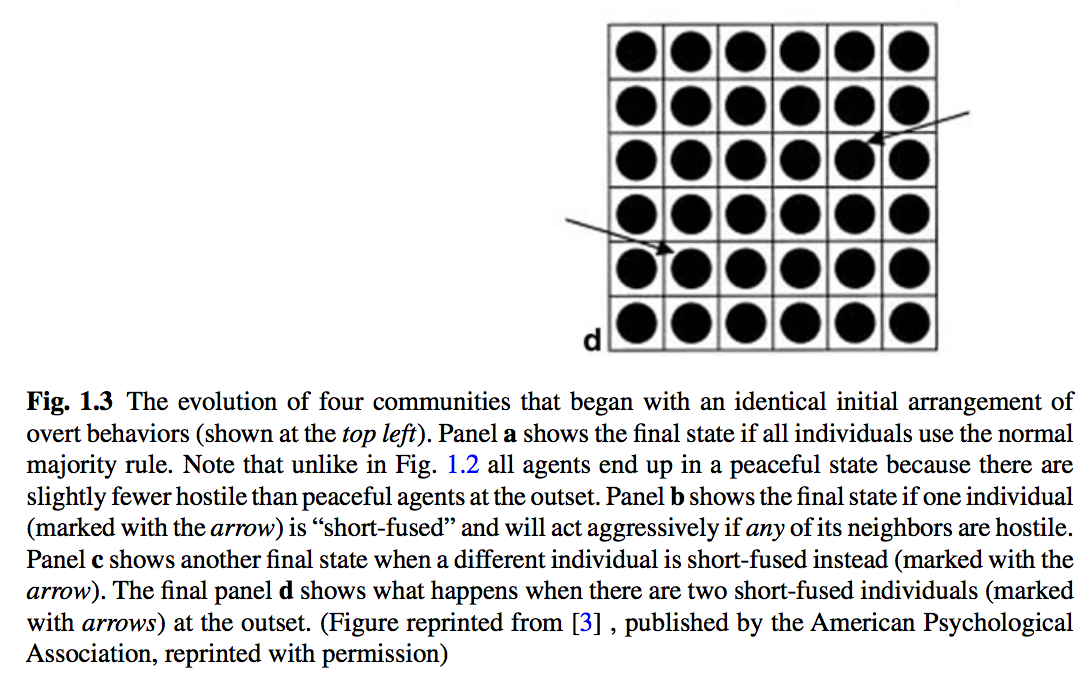 d
Fig. 1.3 The evolution of four communities that began with an identical initial arrangement of
overt behaviors (shown at the top left). Panel a shows the final state if all individuals use the normal
majority rule. Note that unlike in Fig. 1.2 all agents end up in a peaceful state because there are
slightly fewer hostile than peaceful agents at the outset. Panel b shows the final state if one individual
(marked with the arrow) is “short-fused” and will act aggressively if any of its neighbors are hostile.
Panel c shows another final state when a different individual is short-fused instead (marked with the
arrow). The final panel d shows what happens when there are two short-fused individuals (marked
with arrows) at the outset. (Figure reprinted from [3] , published by the American Psychological
Association, reprinted with permission)